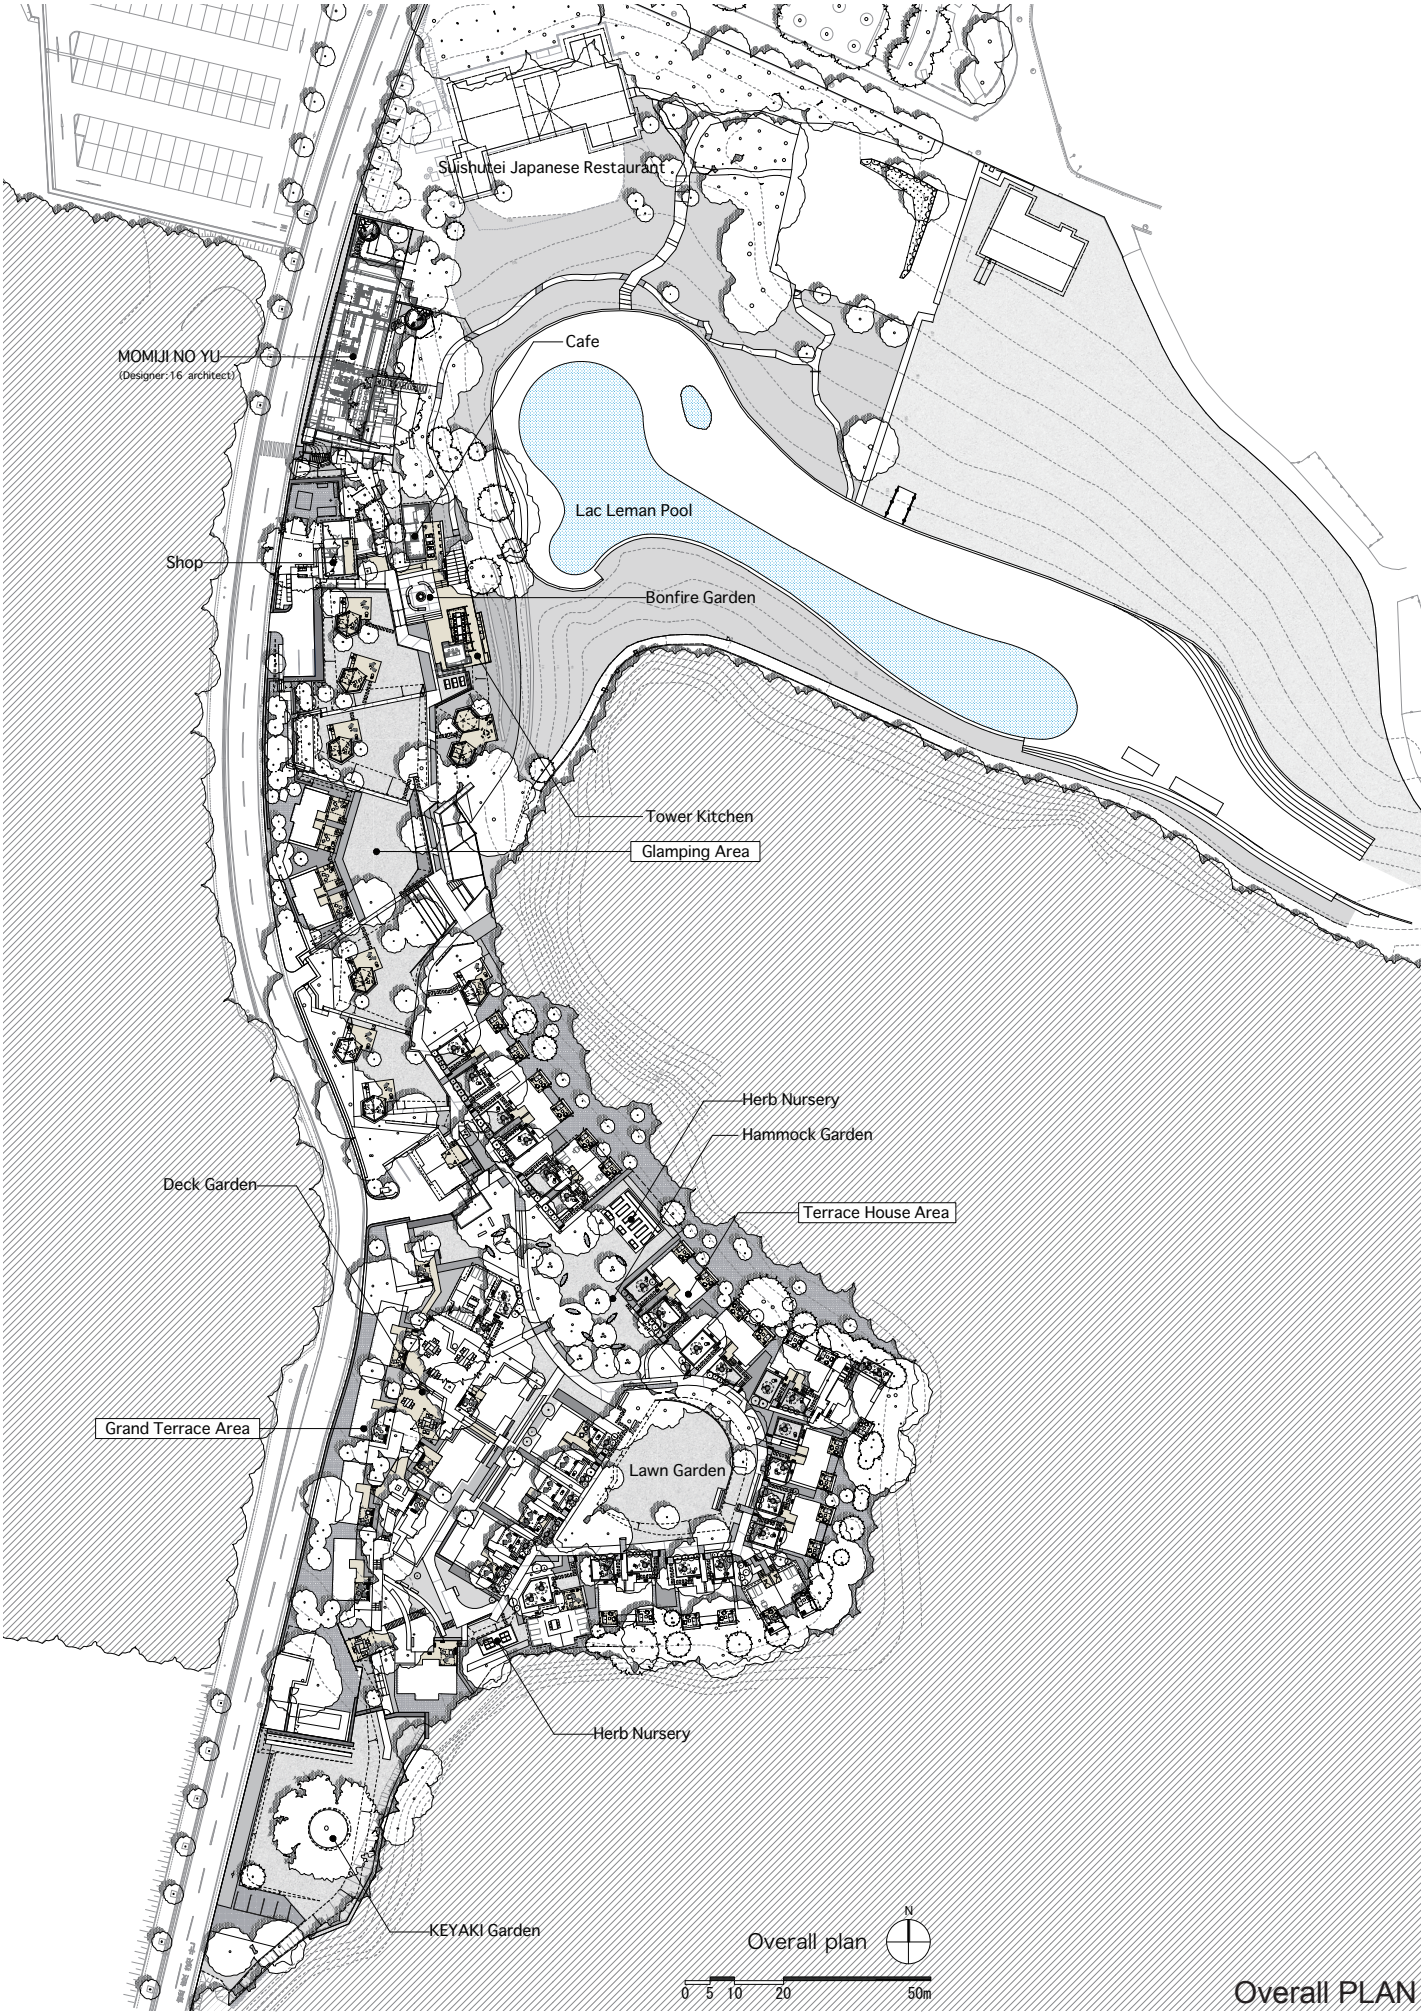 Suishutei Japanese Restaurant
Cafe
MOMIJI NO YU
(Designer:16 architect)
Lac Leman Pool
Shop
Bonfire Garden
Tower Kitchen
Glamping Area
Herb Nursery
Hammock Garden
Deck Garden
Terrace House Area
Grand Terrace Area
Lawn Garden
Herb Nursery
KEYAKI Garden
N
Overall plan
0 5 10 20 50m
Overall PLAN